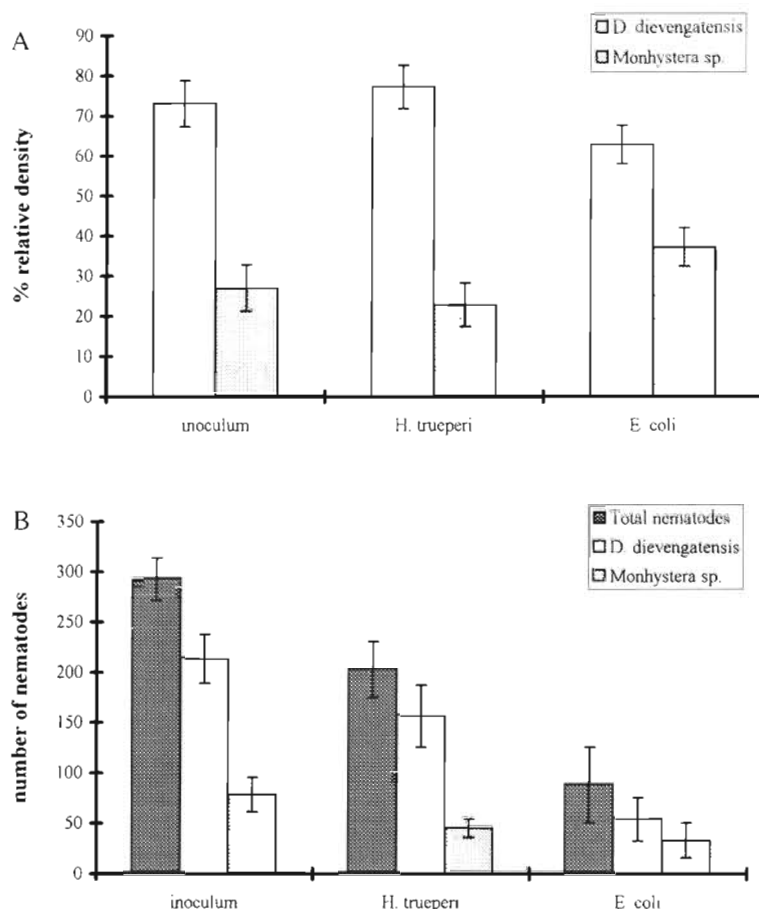 A
D. dievengatensis
Monhystera sp.
% relative density
90
80
70
60
50
40
30
20
10
0
inoculum
H. trueperi
E coli
B
Total nematodes
D. dievengatensis
Monhystera sp.
number of nematodes
350
300
250
200
150
100
50
0
inoculum
H. trueperi
E coli